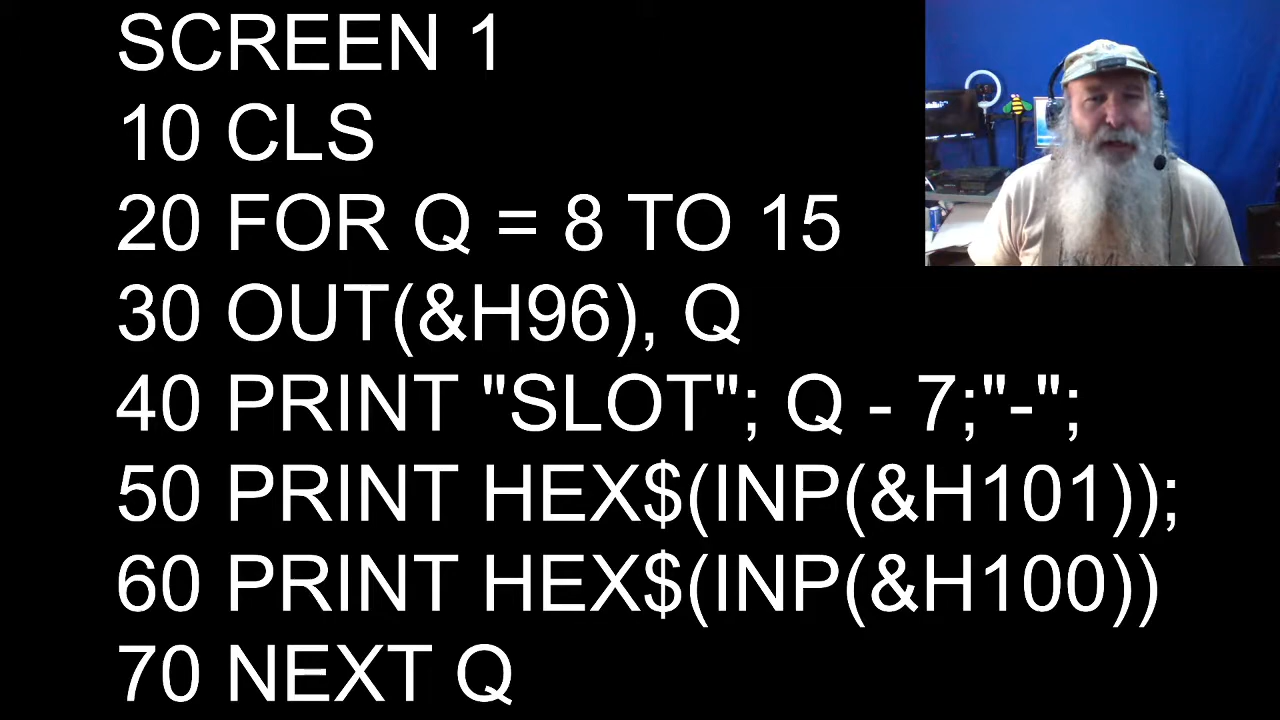 SCREEN 1
10 CLS
20 FOR Q = 8 TO 15
30 OUT(&H96), Q
40 PRINT "SLOT"; Q - 7;"-";
50 PRINT HEX$(INP(&H101));
60 PRINT HEX$(INP(&H100))
70 NEXT Q